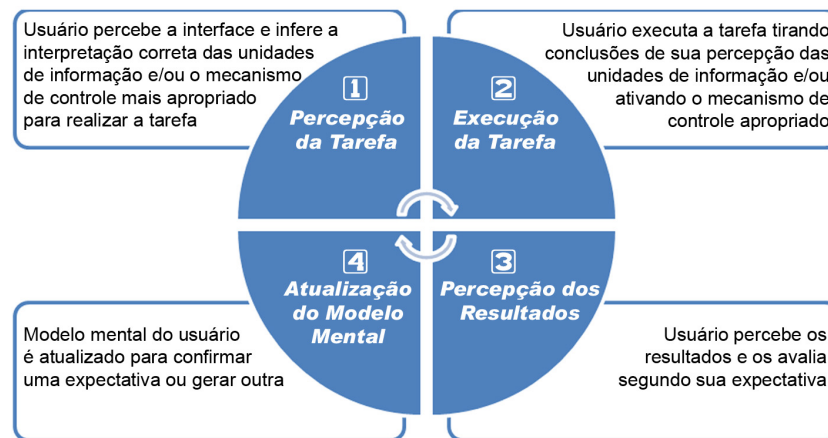 Usuário percebe a interface e infere a
interpretação correta das unidades
de informação e/ou o mecanismo
de controle mais apropriado
para realizar a tarefa
1
Percepção
da Tarefa
2
Execução
da Tarefa
Usuário executa a tarefa tirando
conclusões de sua percepção das
unidades de informação e/ou
ativando o mecanismo de
controle apropriado
4
Atualização
do Modelo
Mental
3
Percepção dos
Resultados
Modelo mental do usuário
é atualizado para confirmar
uma expectativa ou gerar outra
Usuário percebe os
resultados e os avalia
segundo sua expectativa